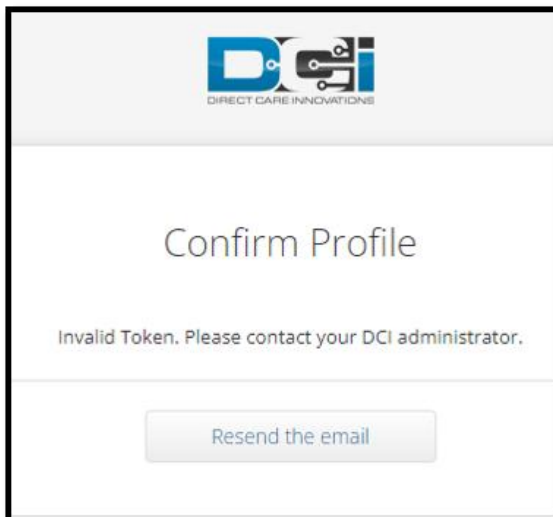 DCi
DIRECT CARE INNOVATIONS
Confirm Profile
Invalid Token. Please contact your DCI administrator.
Resend the email